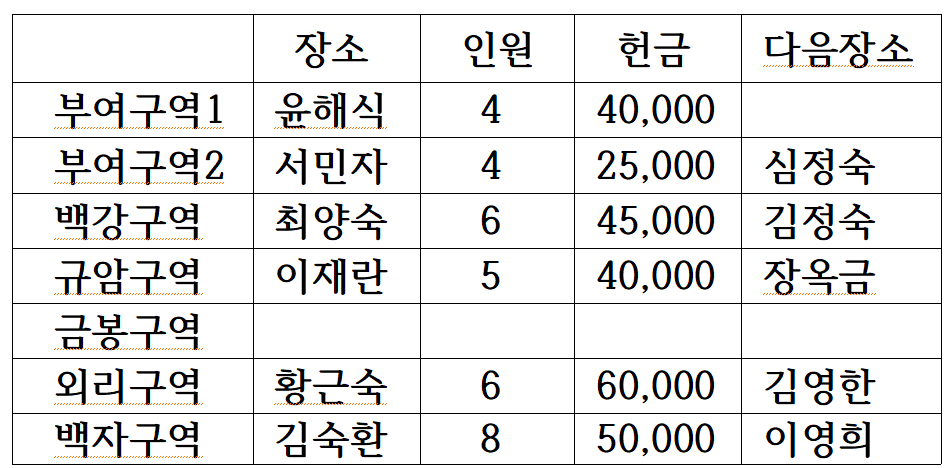 장소 인원 헌금 다음장소
부여구역1 윤해식 4 40,000
부여구역2 서민자 4 25,000 심정숙
백강구역 최양숙 6 45,000 김정숙
규암구역 이재란 5 40,000 장옥금
금봉구역
외리구역 황근숙 6 60,000 김영한
백자구역 김숙환 8 50,000 이영희